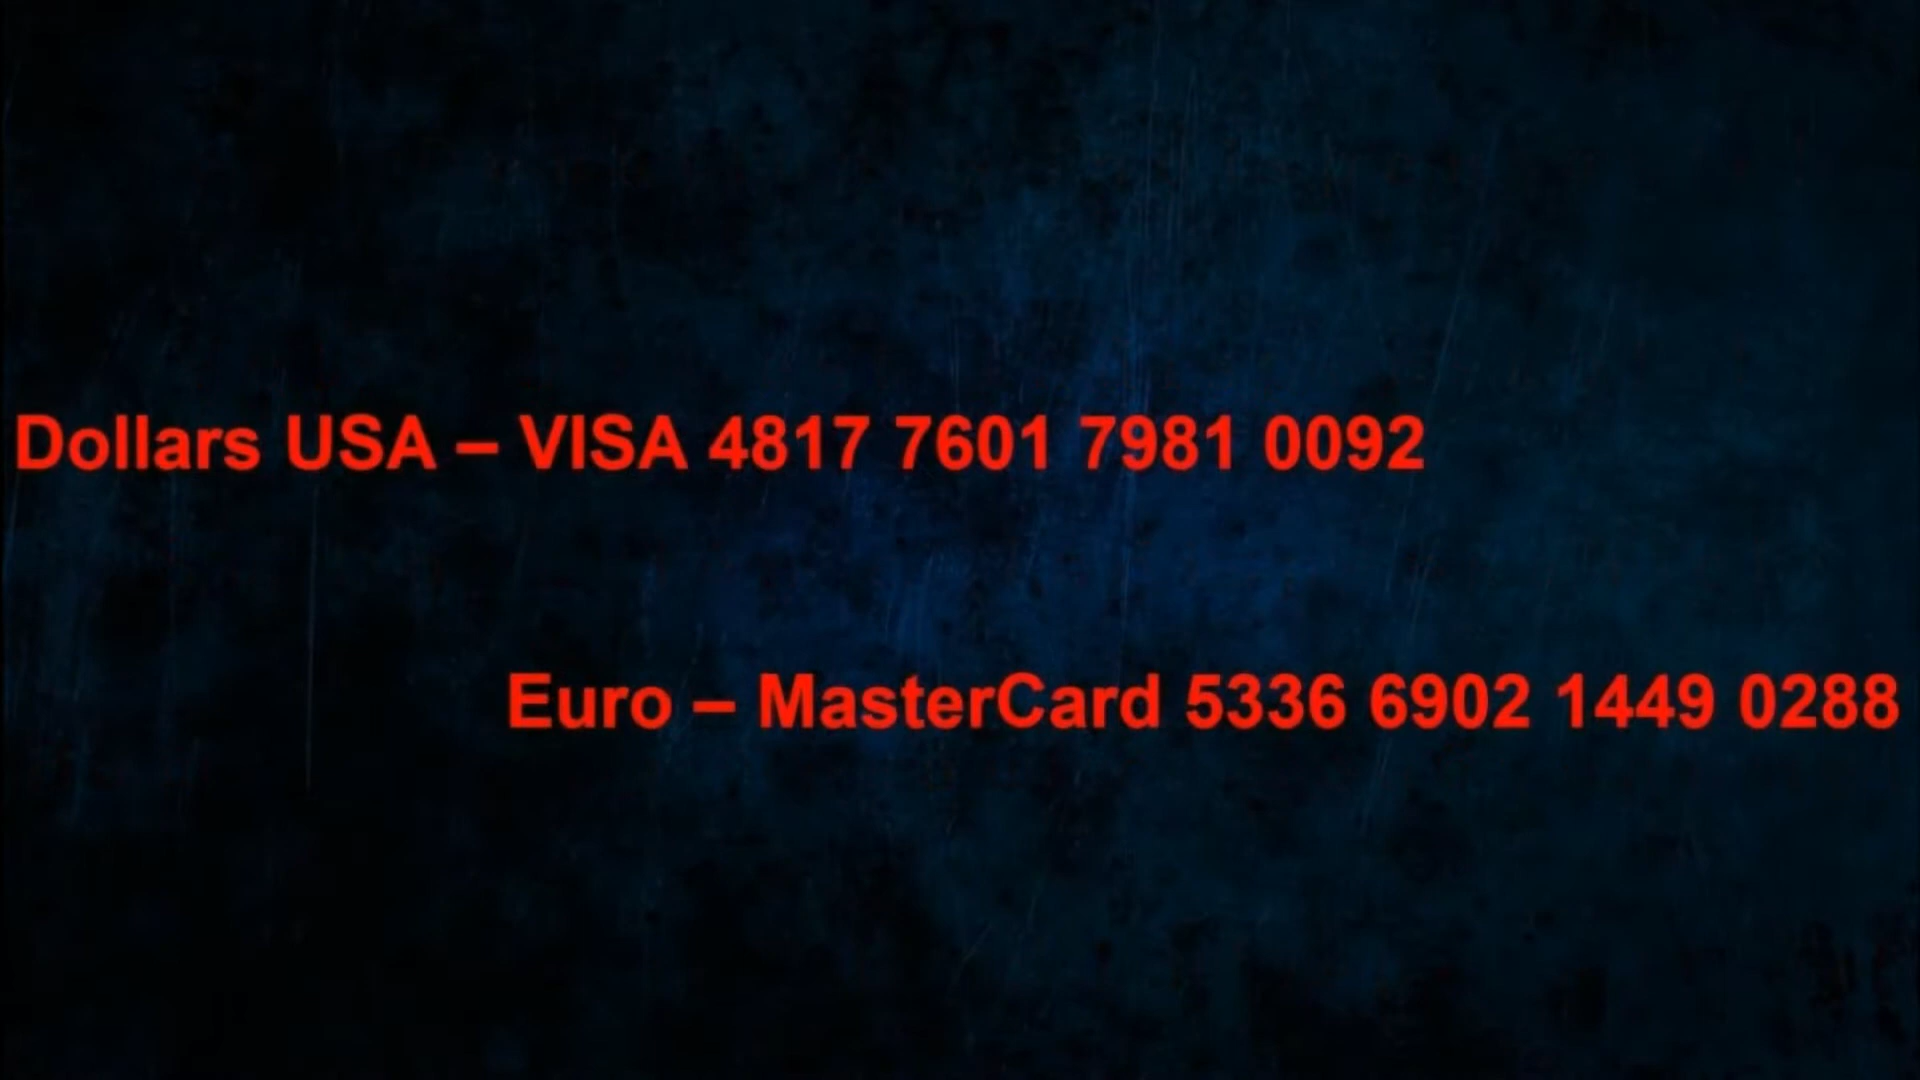 Dollars USA – VISA 4817 7601 7981 0092
Euro – MasterCard 5336 6902 1449 0288